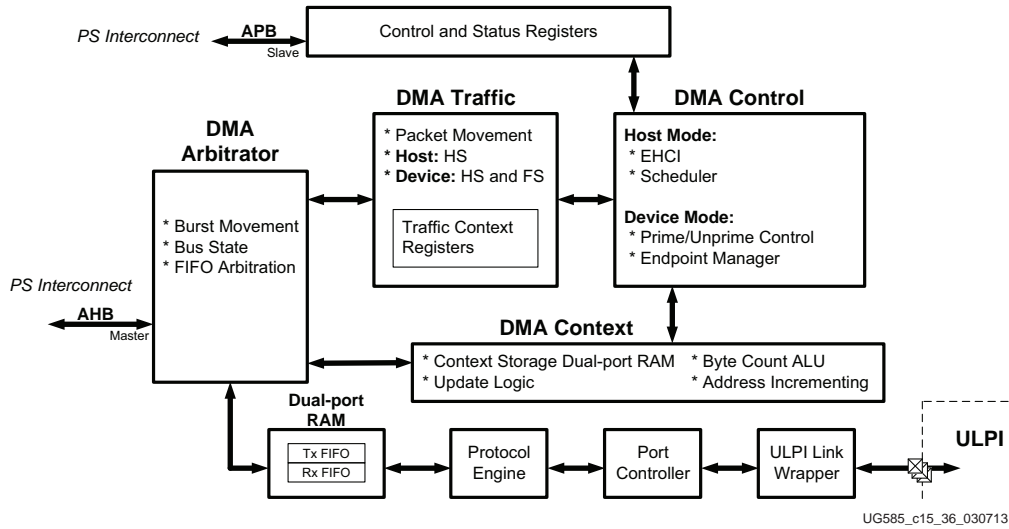 PS Interconnect
APB
Slave
Control and Status Registers
DMA Traffic
* Packet Movement
* Host: HS
* Device: HS and FS
Traffic Context
Registers
DMA Control
Host Mode:
* EHCI
* Scheduler
Device Mode:
* Prime/Unprime Control
* Endpoint Manager
DMA
Arbitrator
* Burst Movement
* Bus State
* FIFO Arbitration
PS Interconnect
AHB
Master
DMA Context
* Context Storage Dual-port RAM
* Update Logic
* Byte Count ALU
* Address Incrementing
Dual-port
RAM
Tx FIFO
Rx FIFO
Protocol
Engine
Port
Controller
ULPI Link
Wrapper
ULPI
UG585_c15_36_030713